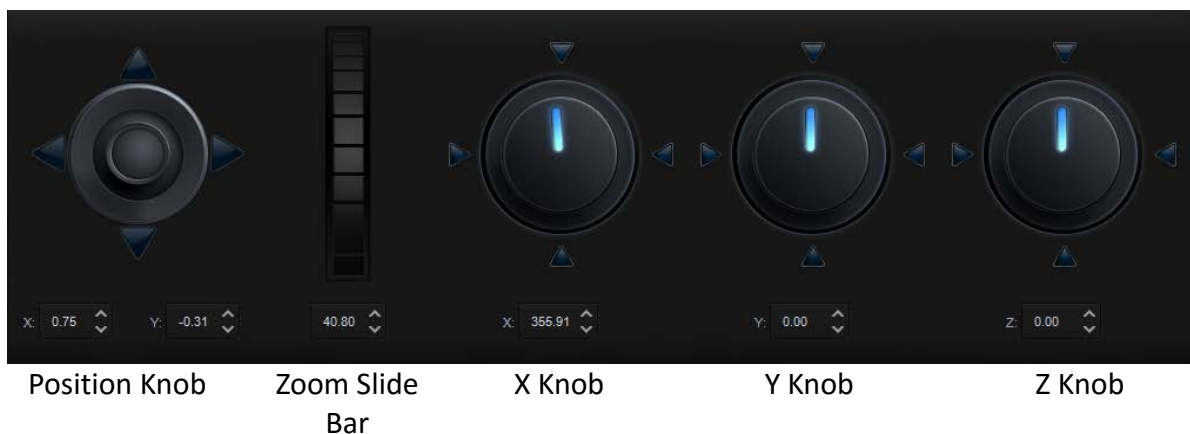 X: 0.75 Y: -0.31 40.80 X: 355.91 Y: 0.00 Z: 0.00
Position Knob Zoom Slide X Knob Y Knob Z Knob
Bar